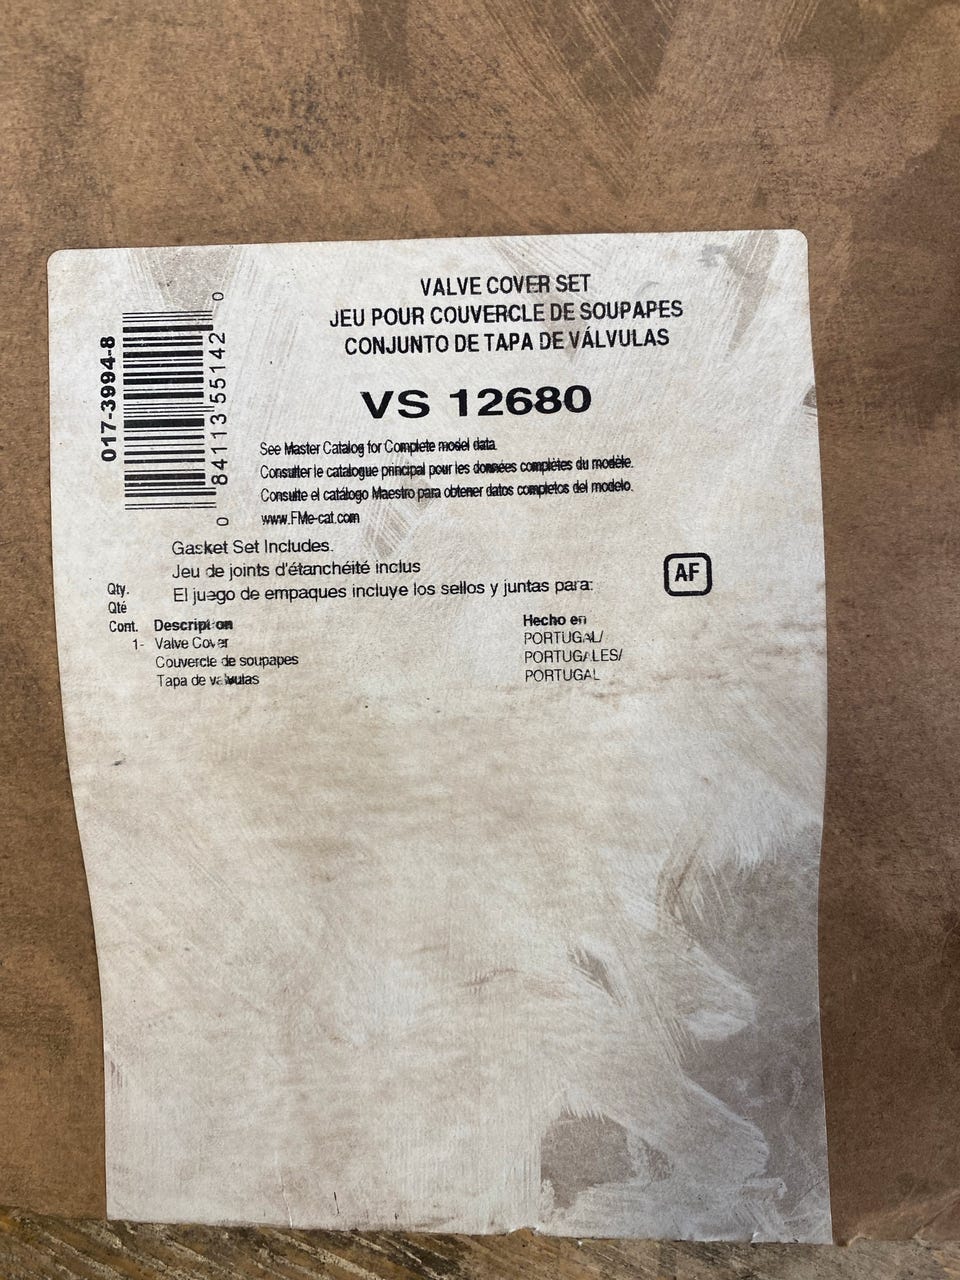 VALVE COVER SET
JEU POUR COUVERCLE DE SOUPAPES
CONJUNTO DE TAPA DE VÁLVULAS
VS 12680
017-3994-8
0 84113 55142 0
See Master Catalog for Complete model data.
Consulter le catalogue principal pour les données complètes du modèle.
Consulte el catálogo Maestro para obtener datos completos del modelo.
www.FMe-cat.com
Gasket Set Includes.
Jeu de joints d'étanchéité inclus
El juego de empaques incluye los sellos y juntas para:
AF
Qty.
Qté
Cont. Description Hecho en
1- Valve Cover PORTUGAL/
Couvercle de soupapes PORTUGALES/
Tapa de valvulas PORTUGAL